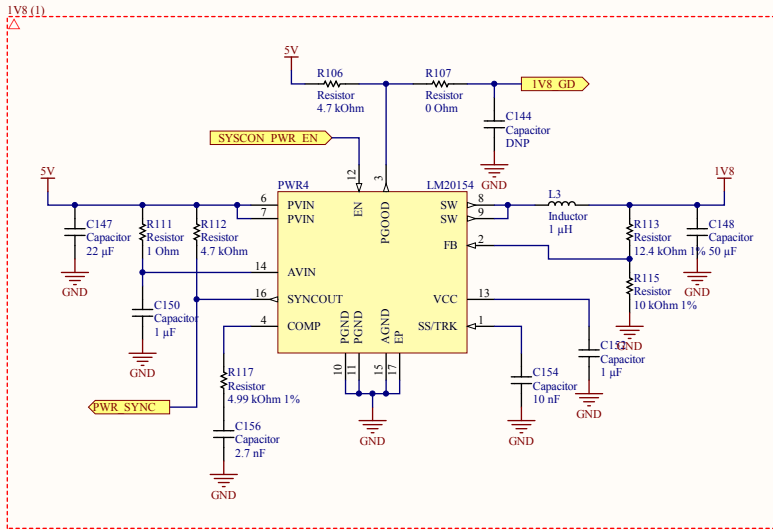 1V8 (1)
5V
R106
Resistor
4.7 kOhm
R107
Resistor
0 Ohm
1V8_GD
C144
Capacitor
DNP
GND
SYSCON_PWR_EN
12
3
PWR4
LM20154
5V
1V8
6
PVIN
7
PVIN
EN
PGOOD
SW
8
SW
9
FB
2
L3
Inductor
1 µH
C147
Capacitor
22 µF
GND
R111
Resistor
1 Ohm
R112
Resistor
4.7 kOhm
R113
Resistor
12.4 kOhm 1%
C148
Capacitor
50 µF
GND
14
AVIN
16
SYNCOUT
4
COMP
VCC
13
SS/TRK
1
R115
Resistor
10 kOhm 1%
GND
C150
Capacitor
1 µF
GND
PGND
PGND
AGND
EP
10
11
15
17
GND
C152
Capacitor
1 µF
GND
C154
Capacitor
10 nF
GND
R117
Resistor
4.99 kOhm 1%
PWR_SYNC
C156
Capacitor
2.7 nF
GND